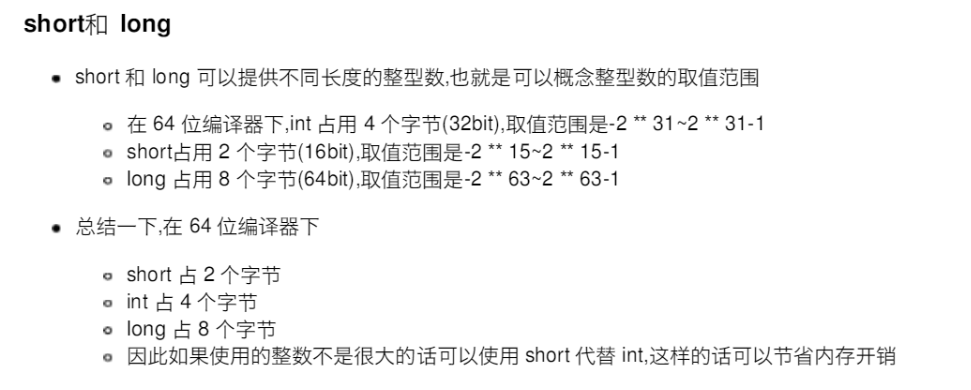 short和 long
short 和 long 可以提供不同长度的整型数,也就是可以概念整型数的取值范围
在 64 位编译器下,int 占用 4 个字节(32bit),取值范围是-2 ** 31~2 ** 31-1
short占用 2 个字节(16bit),取值范围是-2 ** 15~2 ** 15-1
long 占用 8 个字节(64bit),取值范围是-2 ** 63~2 ** 63-1
总结一下,在 64 位编译器下
short 占 2 个字节
int 占 4 个字节
long 占 8 个字节
因此如果使用的整数不是很大的话可以使用 short 代替 int,这样的话可以节省内存开销